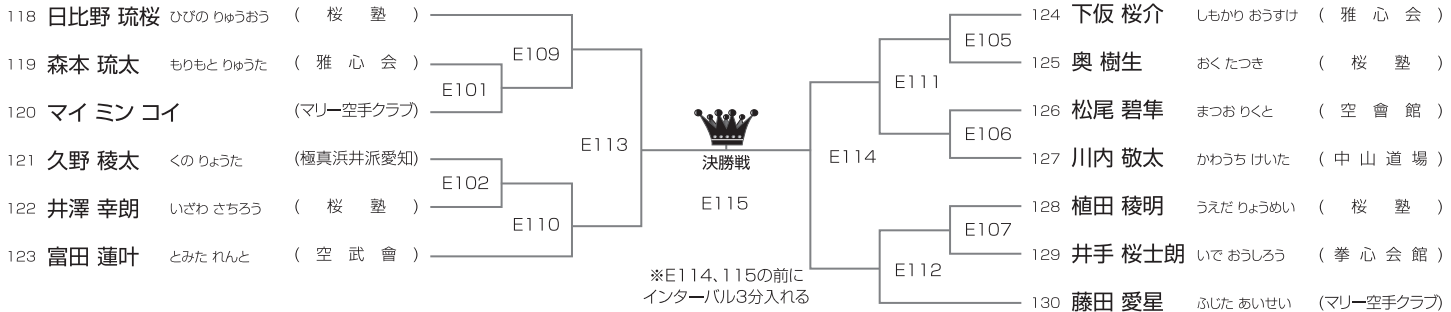 118 日比野 琉桜 ひびの りゅうおう ( 桜 塾 )
119 森本 琉太 もりもと りゅうた ( 雅 心 会 )
120 マイ ミン コイ (マリー空手クラブ)
121 久野 稜太 くの りょうた (極真浜井派愛知)
122 井澤 幸朗 いざわ さちろう ( 桜 塾 )
123 富田 蓮叶 とみた れんと ( 空 武 會 )
E109
E101
E102
E110
E113
決勝戦
E115
※E114、115の前に
インターバル3分入れる
E114
E111
E112
E105
E106
E107
124 下仮 桜介 しもかり おうすけ ( 雅 心 会 )
125 奥 樹生 おく たつき ( 桜 塾 )
126 松尾 碧隼 まつお りくと ( 空 會 館 )
127 川内 敬太 かわうち けいた ( 中 山 道 場 )
128 植田 稜明 うえだ りょうめい ( 桜 塾 )
129 井手 桜士朗 いで おうしろう ( 拳 心 会 館 )
130 藤田 愛星 ふじた あいせい (マリー空手クラブ)